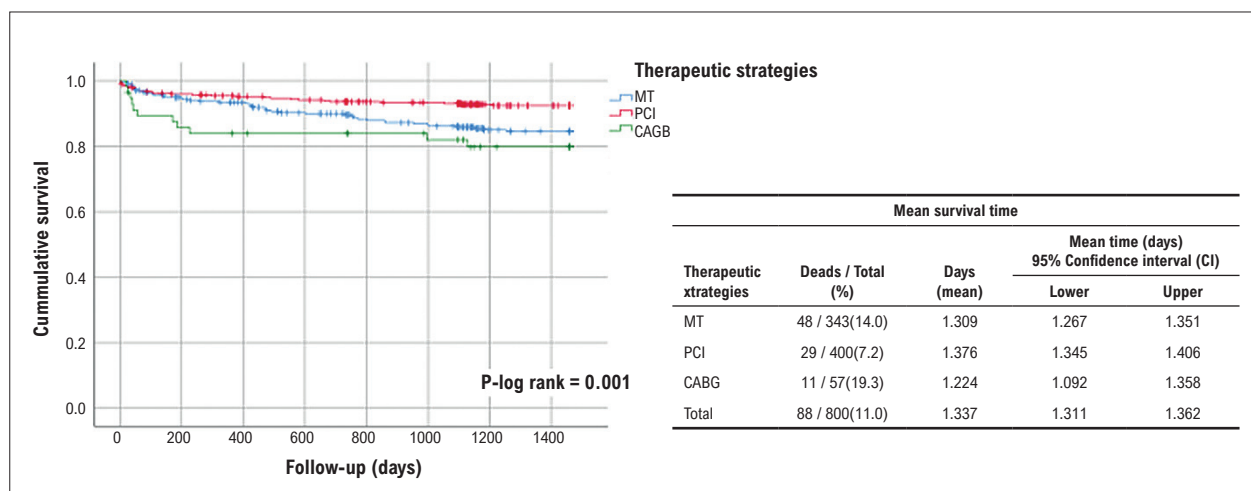 Therapeutic strategies
MT
PCI
CAGB
Cummulative survival
1.0
0.8
0.6
0.4
0.2
0.0
P-log rank = 0.001
0 200 400 600 800 1000 1200 1400
Follow-up (days)
Mean survival time
Therapeutic xtrategies Deads / Total (%) Days (mean) Mean time (days) 95% Confidence interval (CI)
Lower Upper
MT 48 / 343(14.0) 1.309 1.267 1.351
PCI 29 / 400(7.2) 1.376 1.345 1.406
CABG 11 / 57(19.3) 1.224 1.092 1.358
Total 88 / 800(11.0) 1.337 1.311 1.362